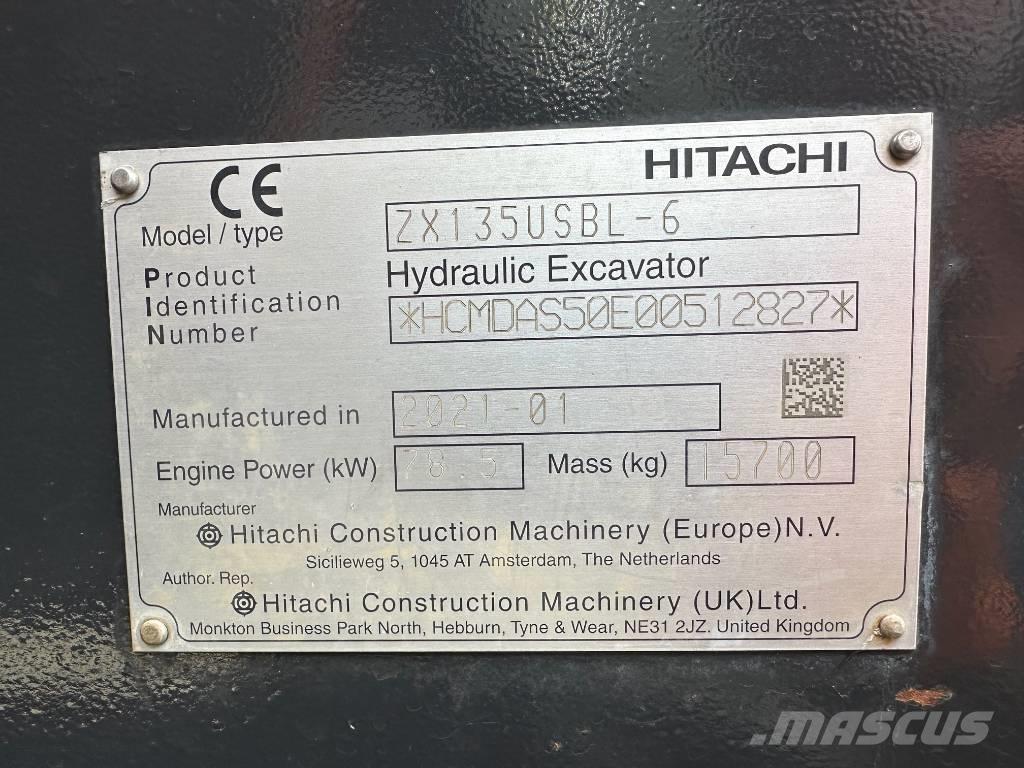 CE
HITACHI
Model / type ZX135USBL-6
Product Hydraulic Excavator
Identification *HCMDAS50E00512827*
Number
Manufactured in 2021-01
Engine Power (kW) 78.5 Mass (kg) 15700
Manufacturer
Hitachi Construction Machinery (Europe) N.V.
Sicilieweg 5, 1045 AT Amsterdam, The Netherlands
Author. Rep.
Hitachi Construction Machinery (UK) Ltd.
Monkton Business Park North, Hebburn, Tyne & Wear, NE31 2JZ. United Kingdom
MASCUS